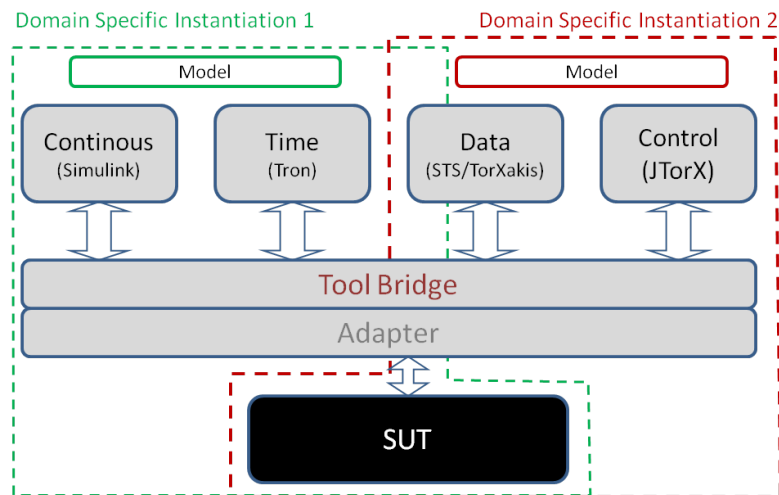 Domain Specific Instantiation 1
Domain Specific Instantiation 2
Model
Model
Continous
(Simulink)
Time
(Tron)
Data
(STS/TorXakis)
Control
(JTorX)
Tool Bridge
Adapter
SUT